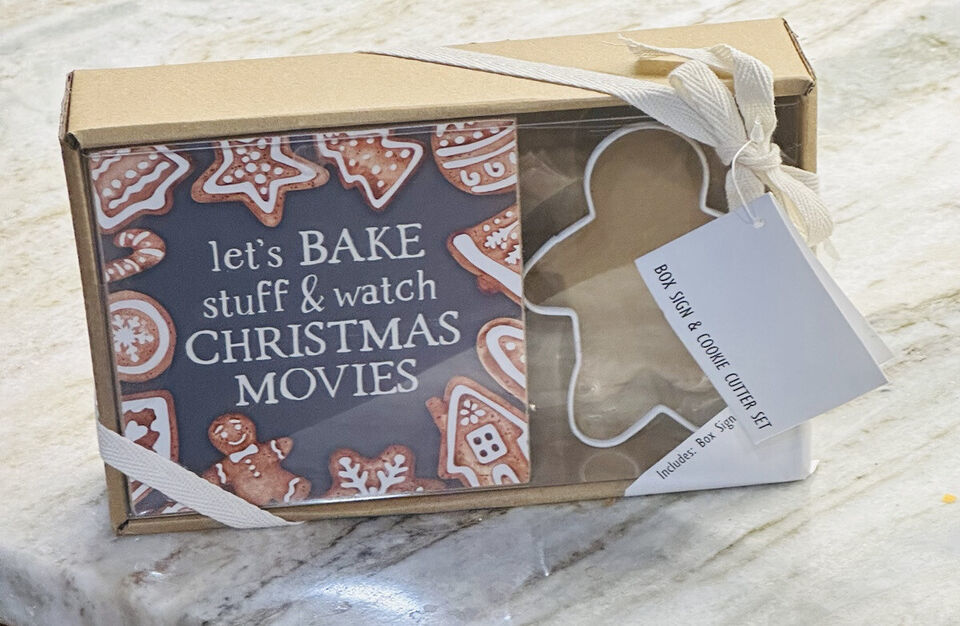 let's BAKE
stuff & watch
CHRISTMAS
MOVIES
BOX SIGN & COOKIE CUTTER SET
Includes: Box Sign